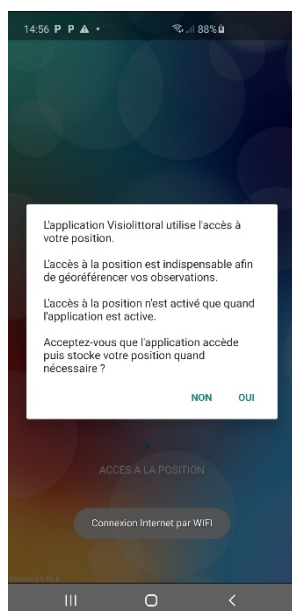 14:56 P P
88%
L'application Visiolittoral utilise l'accès à
votre position.
L'accès à la position est indispensable afin
de géoréférencer vos observations.
L'accès à la position n'est activé que quand
l'application est active.
Acceptez-vous que l'application accède
puis stocke votre position quand
nécessaire ?
NON OUI
ACCES A LA POSITION
Connexion Internet par WIFI